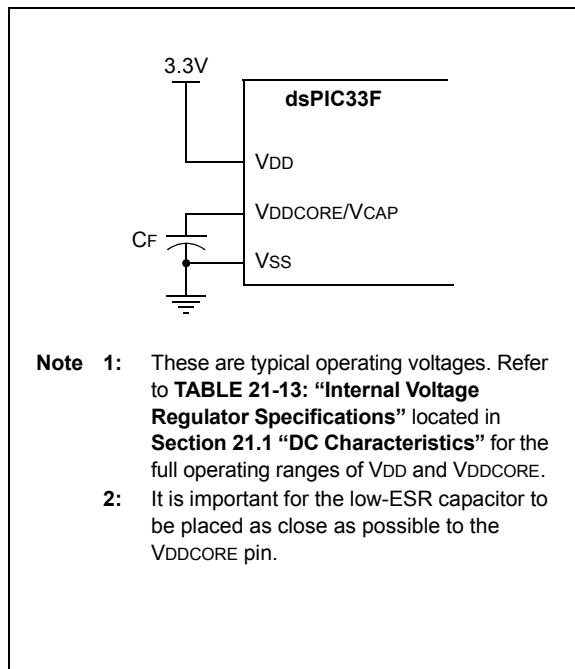 3.3V
dsPIC33F
VDD
VDDCORE/VCAP
CF
VSS
Note 1: These are typical operating voltages. Refer
to TABLE 21-13: “Internal Voltage
Regulator Specifications” located in
Section 21.1 “DC Characteristics” for the
full operating ranges of VDD and VDDCORE.
2: It is important for the low-ESR capacitor to
be placed as close as possible to the
VDDCORE pin.